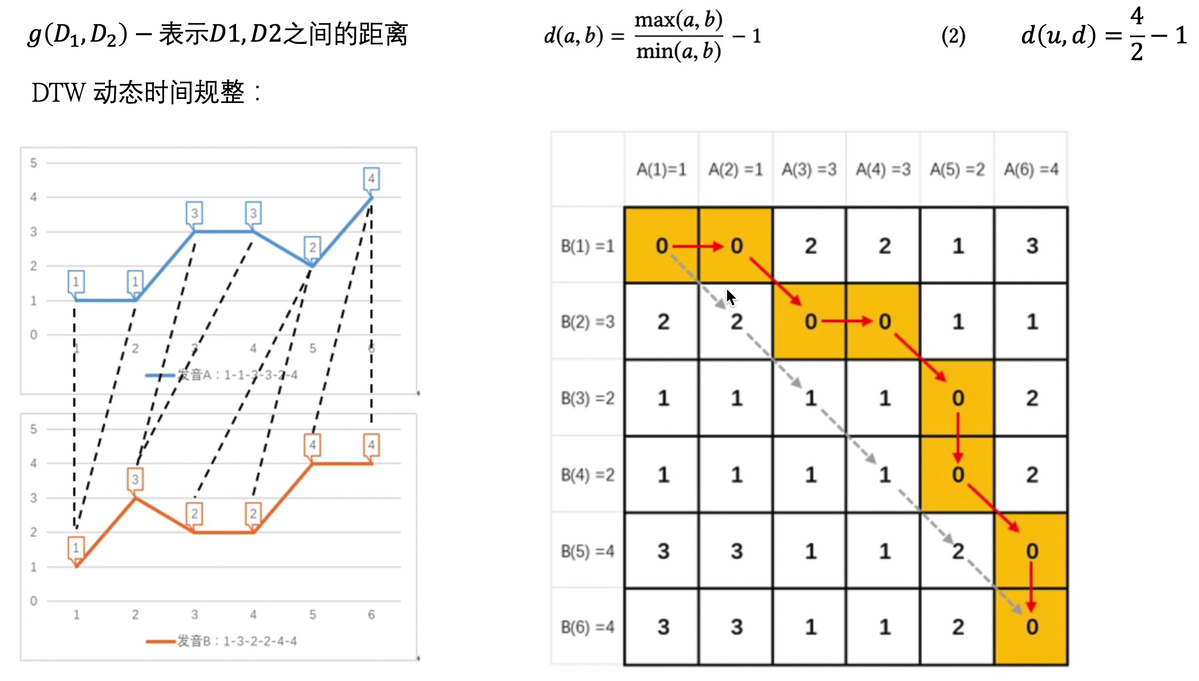 g(D₁,D₂) – 表示D1,D2之间的距离
d(a,b) = max(a,b) / min(a,b) − 1 (2)
d(u,d) = 4/2 − 1
DTW 动态时间规整：
5
4
3
2
1
0
1
1
3
3
2
4
1 2 3 4 5 6
发音A：1-1-3-3-2-4
5
4
3
2
1
0
1
3
2
2
4
4
1 2 3 4 5 6
发音B：1-3-2-2-4-4
A(1)=1 A(2) =1 A(3) =3 A(4) =3 A(5) =2 A(6) =4
B(1) =1 0 0 2 2 1 3
B(2) =3 2 2 0 0 1 1
B(3) =2 1 1 1 1 0 2
B(4) =2 1 1 1 1 0 2
B(5) =4 3 3 1 1 2 0
B(6) =4 3 3 1 1 2 0